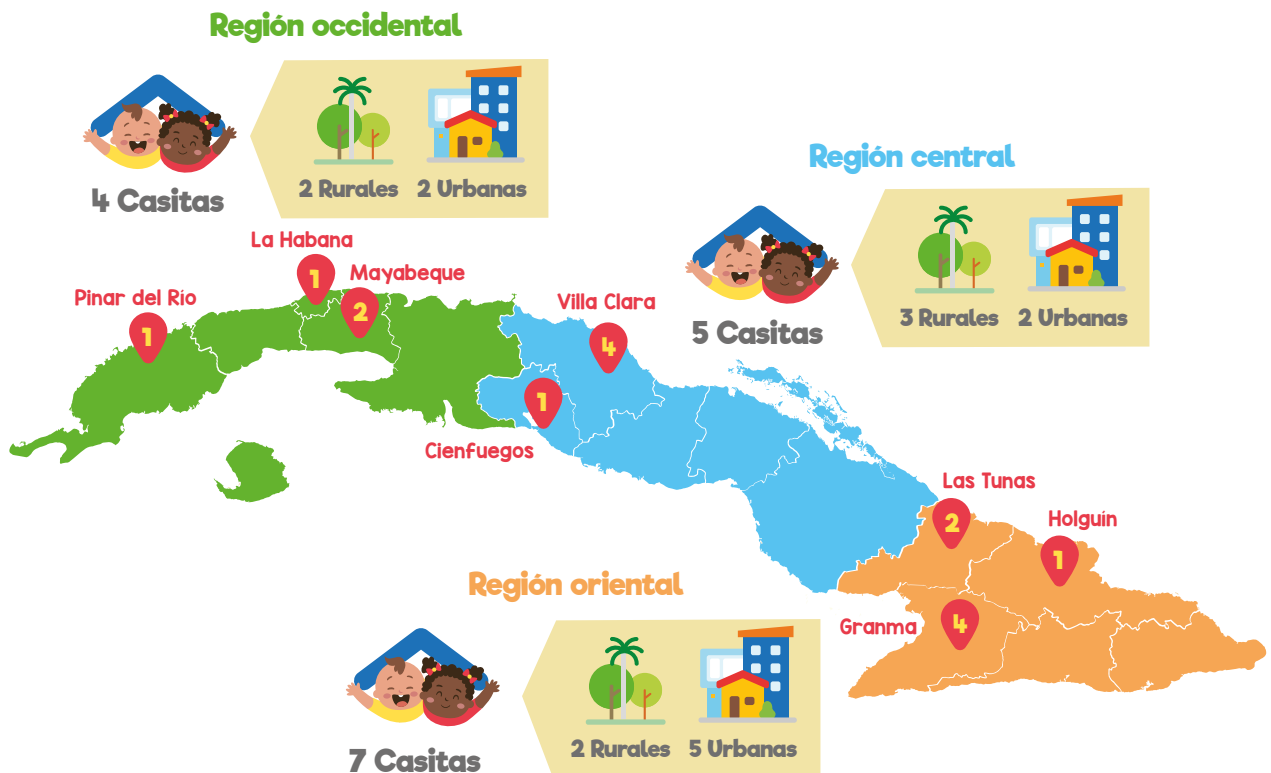 Región occidental
4 Casitas
2 Rurales
2 Urbanas
Región central
5 Casitas
3 Rurales
2 Urbanas
La Habana
1
Mayabeque
2
Pinar del Río
1
Villa Clara
4
1
Cienfuegos
Las Tunas
2
Holguín
1
Granma
4
Región oriental
7 Casitas
2 Rurales
5 Urbanas